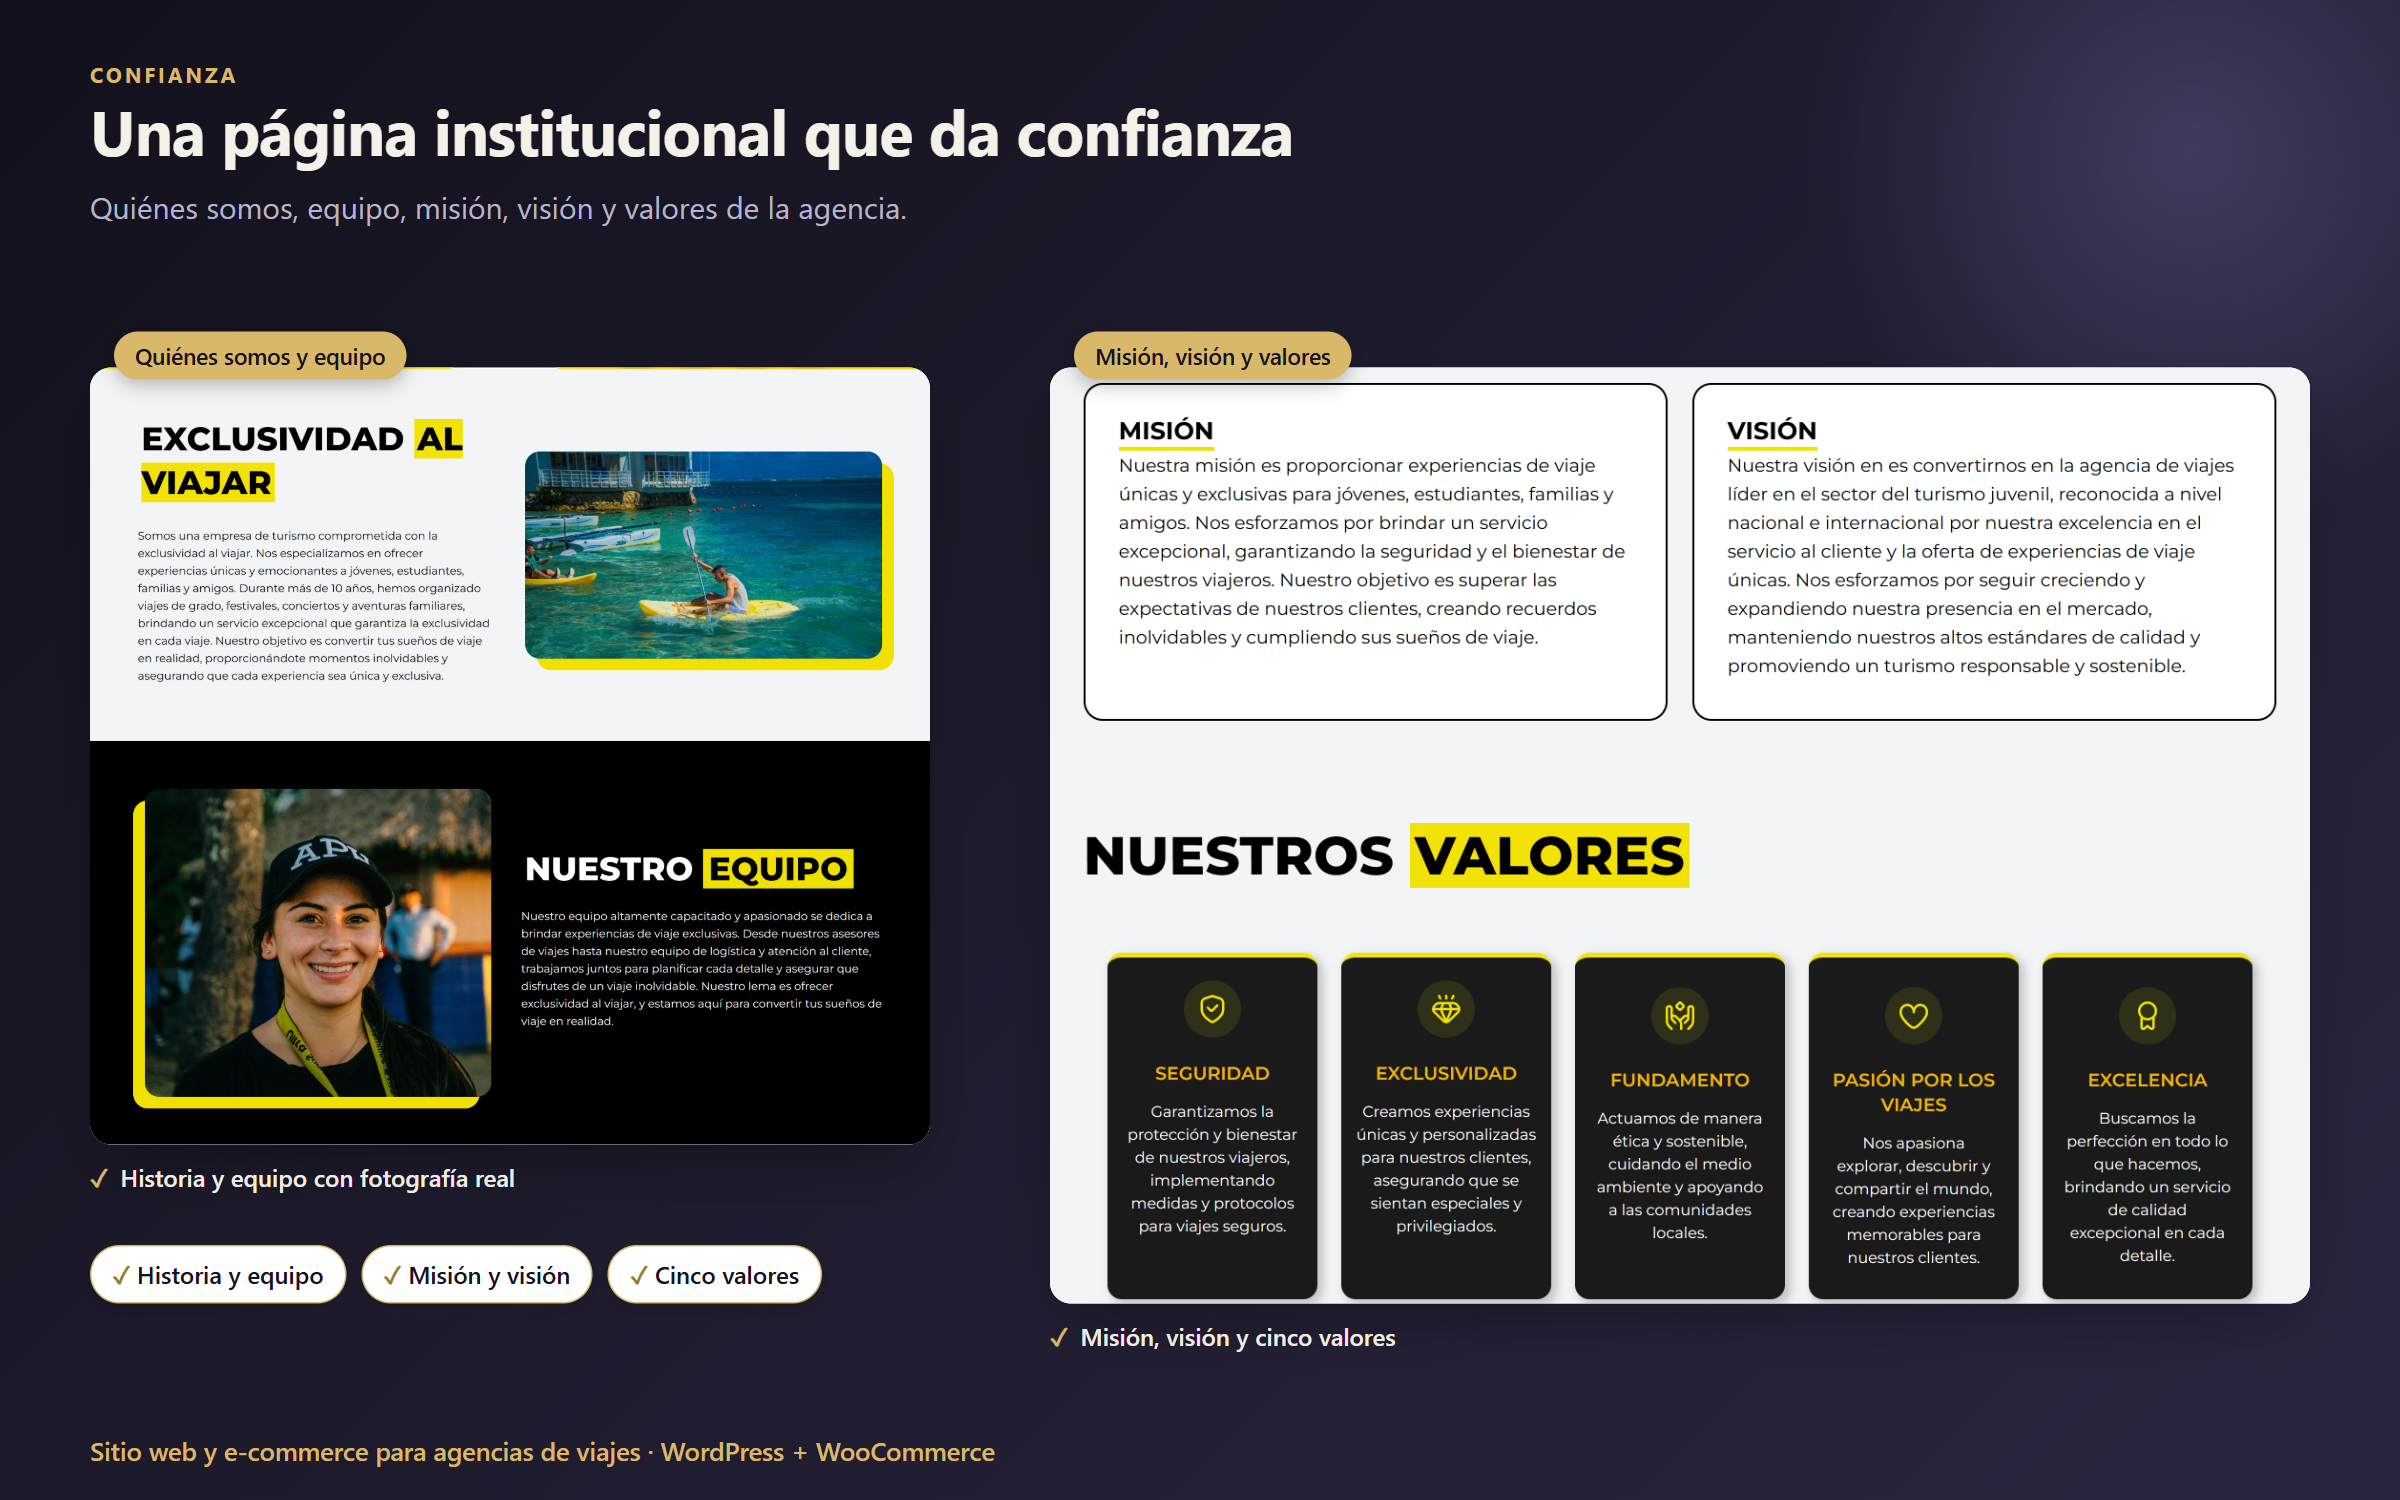 CONFIANZA
Una página institucional que da confianza
Quiénes somos, equipo, misión, visión y valores de la agencia.
Quiénes somos y equipo
EXCLUSIVIDAD AL
VIAJAR
Somos una empresa de turismo comprometida con la
exclusividad al viajar. Nos especializamos en ofrecer
experiencias únicas y emocionantes a jóvenes, estudiantes,
familias y amigos. Durante más de 10 años, hemos organizado
viajes de grado, festivales, conciertos y aventuras familiares,
brindando un servicio excepcional que garantiza la exclusividad
en cada viaje. Nuestro objetivo es convertir tus sueños de viaje
en realidad, proporcionándote momentos inolvidables y
asegurando que cada experiencia sea única y exclusiva.
NUESTRO EQUIPO
Nuestro equipo altamente capacitado y apasionado se dedica a
brindar experiencias de viaje exclusivas. Desde nuestros asesores
de viajes hasta nuestro equipo de logística y atención al cliente,
trabajamos juntos para planificar cada detalle y asegurar que
disfrutes de un viaje inolvidable. Nuestro lema es ofrecer
exclusividad al viajar, y estamos aquí para convertir tus sueños de
viaje en realidad.
✓ Historia y equipo con fotografía real
✓ Historia y equipo
✓ Misión y visión
✓ Cinco valores
Misión, visión y valores
MISIÓN
Nuestra misión es proporcionar experiencias de viaje
únicas y exclusivas para jóvenes, estudiantes, familias y
amigos. Nos esforzamos por brindar un servicio
excepcional, garantizando la seguridad y el bienestar de
nuestros viajeros. Nuestro objetivo es superar las
expectativas de nuestros clientes, creando recuerdos
inolvidables y cumpliendo sus sueños de viaje.
VISIÓN
Nuestra visión en es convertirnos en la agencia de viajes
líder en el sector del turismo juvenil, reconocida a nivel
nacional e internacional por nuestra excelencia en el
servicio al cliente y la oferta de experiencias de viaje
únicas. Nos esforzamos por seguir creciendo y
expandiendo nuestra presencia en el mercado,
manteniendo nuestros altos estándares de calidad y
promoviendo un turismo responsable y sostenible.
NUESTROS VALORES
SEGURIDAD
Garantizamos la
protección y bienestar
de nuestros viajeros,
implementando
medidas y protocolos
para viajes seguros.
EXCLUSIVIDAD
Creamos experiencias
únicas y personalizadas
para nuestros clientes,
asegurando que se
sientan especiales y
privilegiados.
FUNDAMENTO
Actuamos de manera
ética y sostenible,
cuidando el medio
ambiente y apoyando
a las comunidades
locales.
PASIÓN POR LOS
VIAJES
Nos apasiona
explorar, descubrir y
compartir el mundo,
creando experiencias
memorables para
nuestros clientes.
EXCELENCIA
Buscamos la
perfección en todo lo
que hacemos,
brindando un servicio
de calidad
excepcional en cada
detalle.
✓ Misión, visión y cinco valores
Sitio web y e-commerce para agencias de viajes · WordPress + WooCommerce